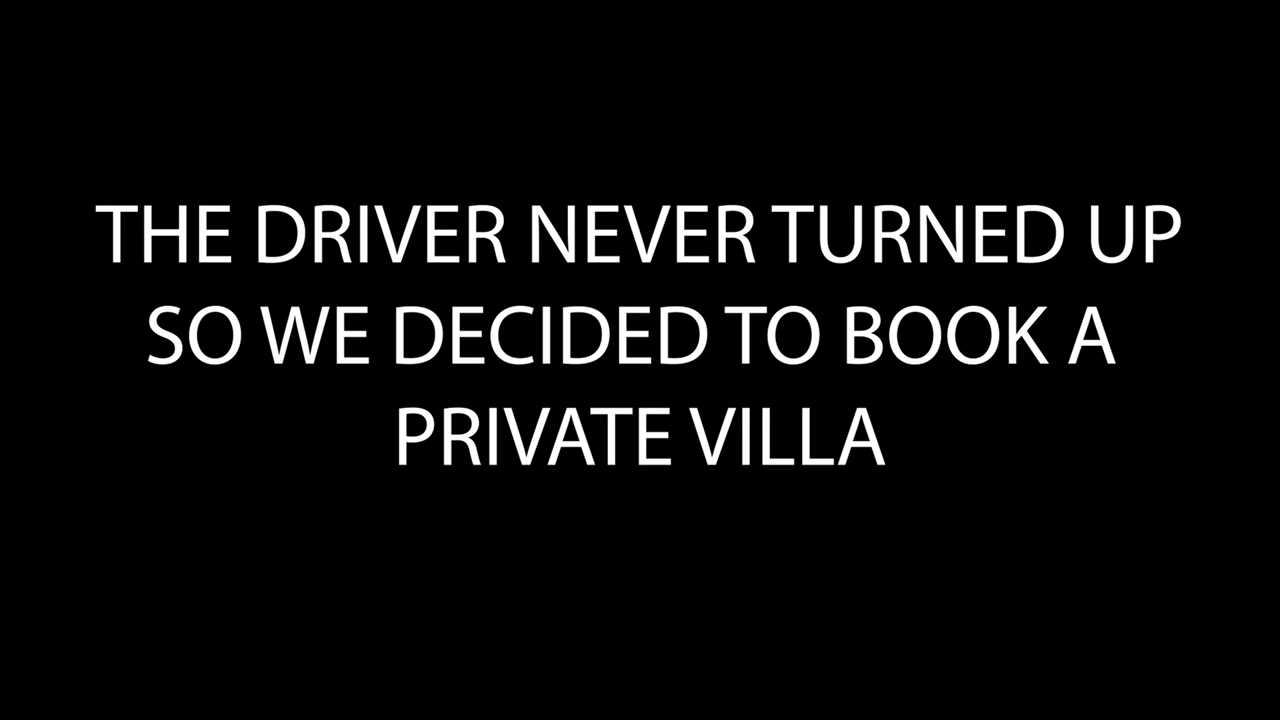 THE DRIVER NEVER TURNED UP
SO WE DECIDED TO BOOK A
PRIVATE VILLA